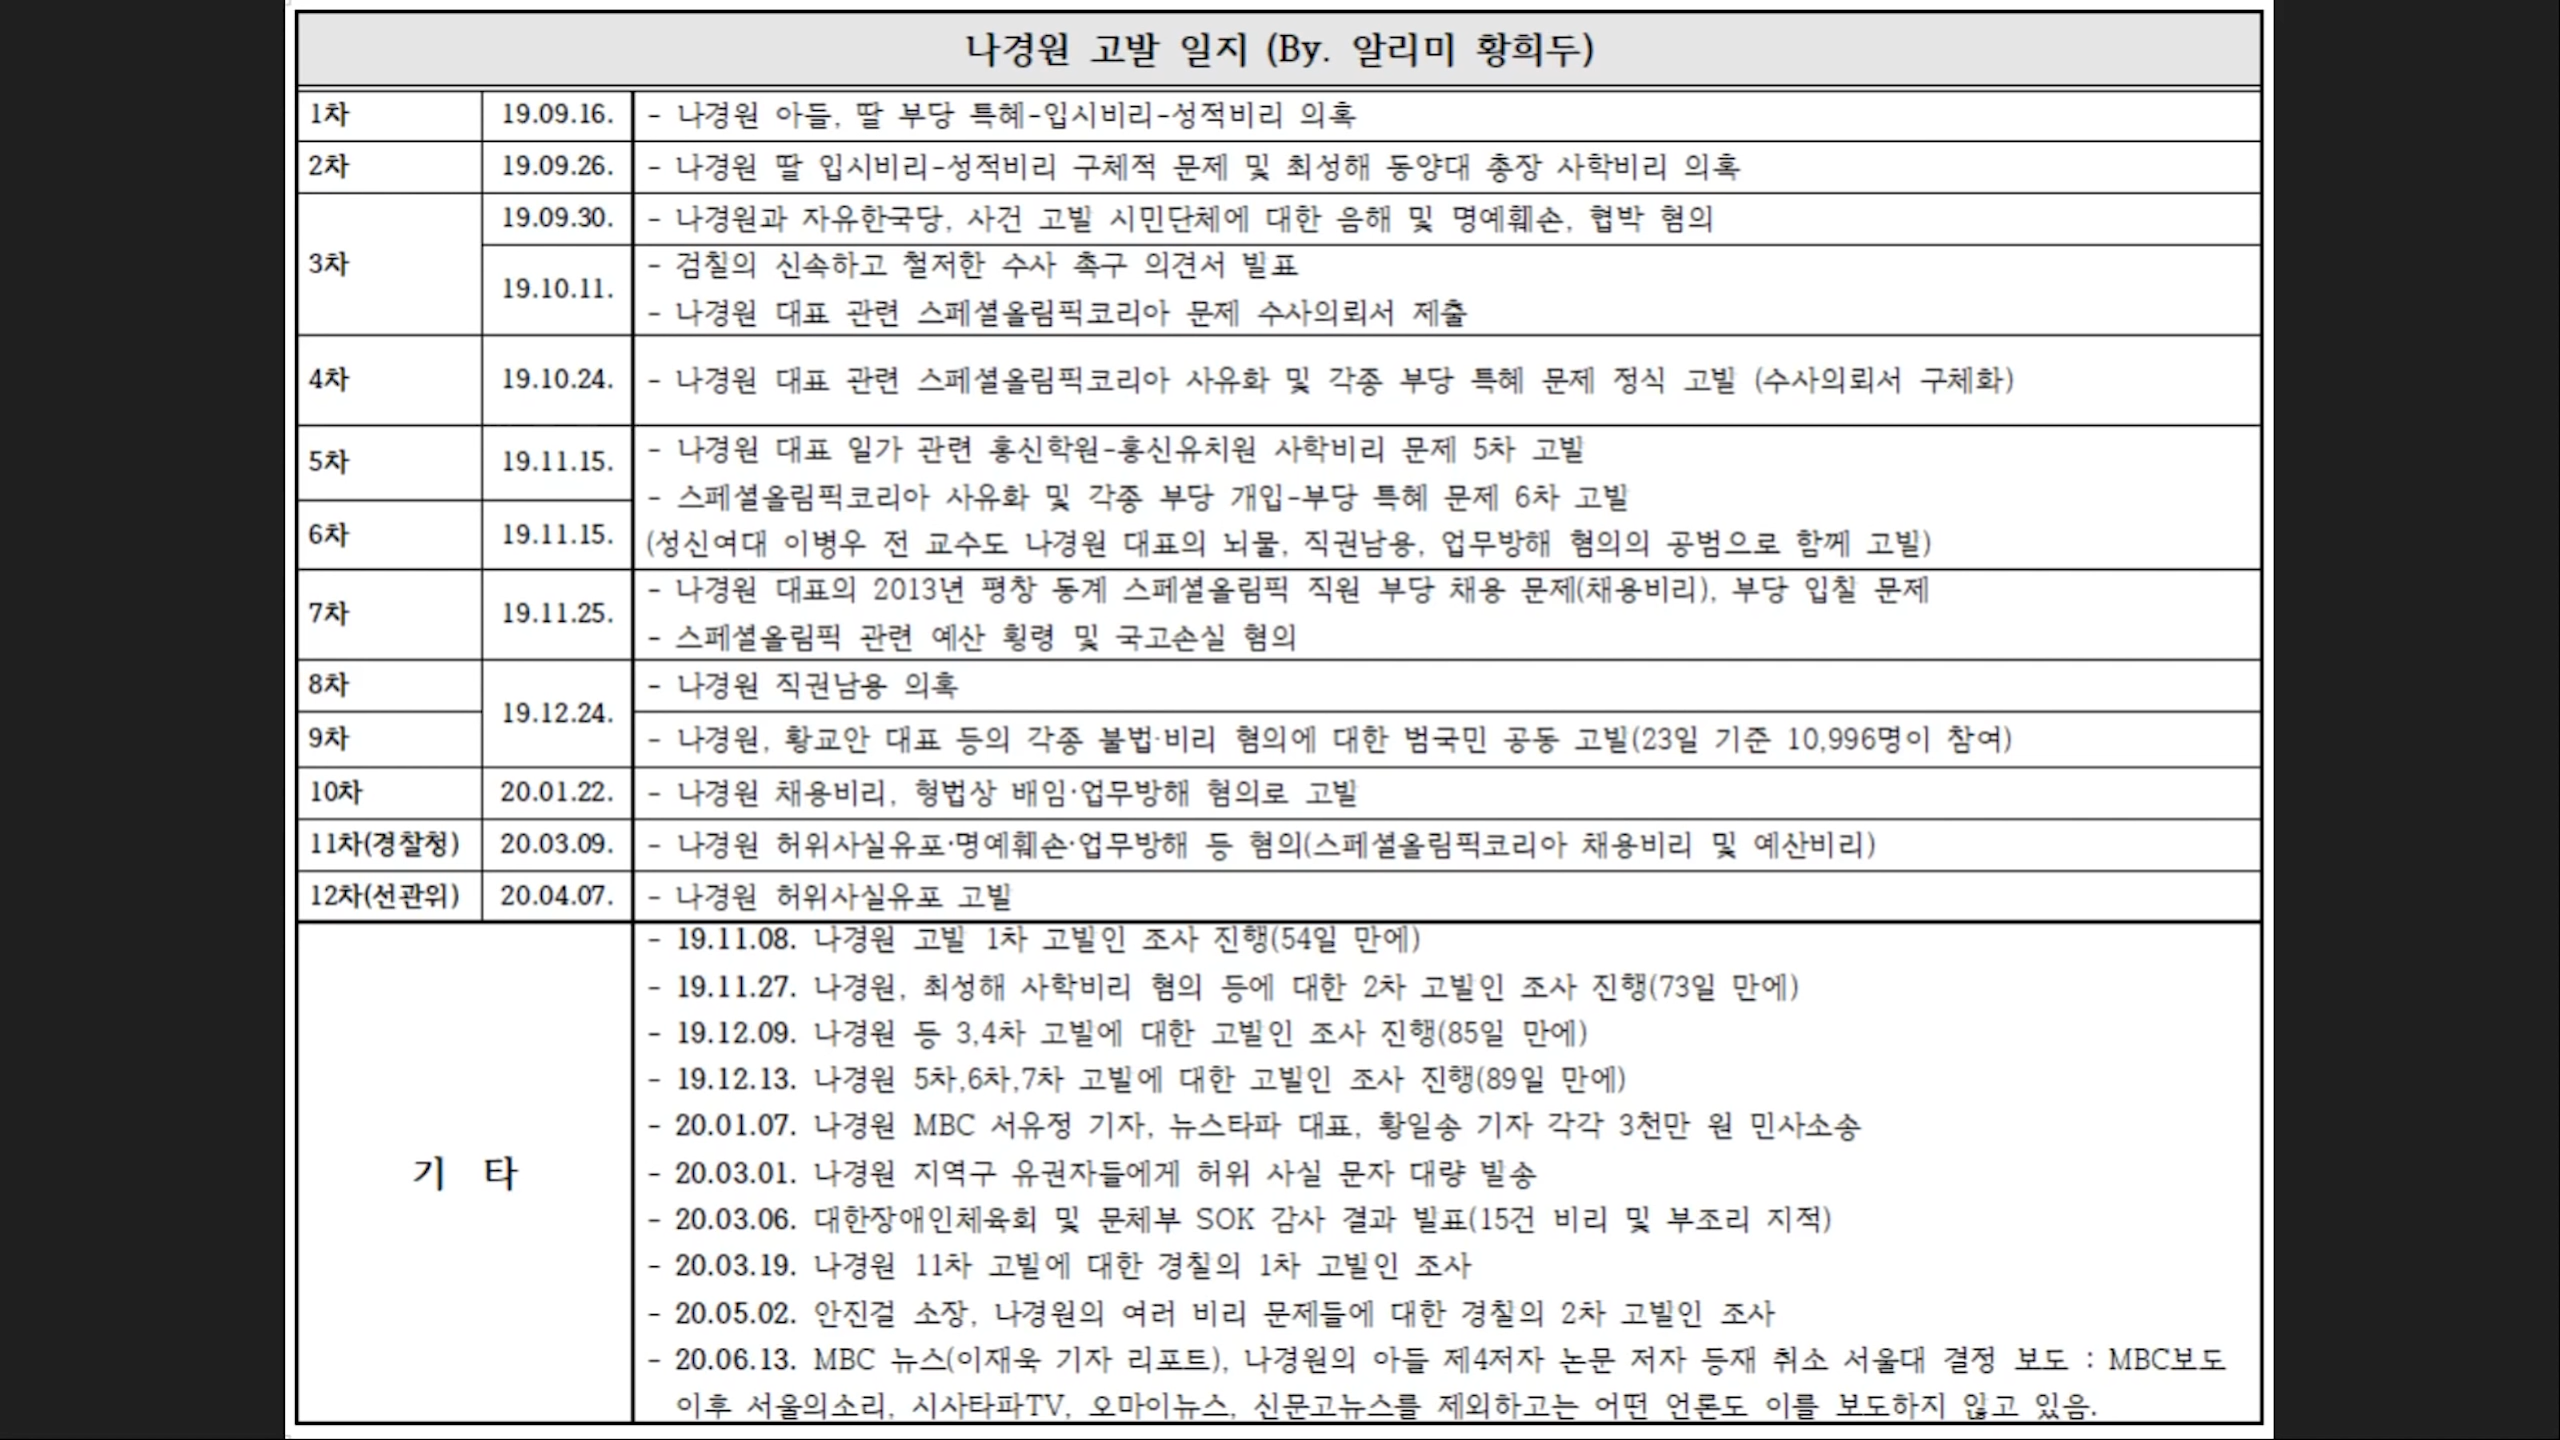 나경원 고발 일지 (By. 알리미 황희두)
1차 19.09.16. - 나경원 아들, 딸 부당 특혜-입시비리-성적비리 의혹
2차 19.09.26. - 나경원 딸 입시비리-성적비리 구체적 문제 및 최성해 동양대 총장 사학비리 의혹
3차 19.09.30. - 나경원과 자유한국당, 사건 고발 시민단체에 대한 음해 및 명예훼손, 협박 혐의
19.10.11. - 검찰의 신속하고 철저한 수사 촉구 의견서 발표
- 나경원 대표 관련 스페셜올림픽코리아 문제 수사의뢰서 제출
4차 19.10.24. - 나경원 대표 관련 스페셜올림픽코리아 사유화 및 각종 부당 특혜 문제 정식 고발 (수사의뢰서 구체화)
5차 19.11.15. - 나경원 대표 일가 관련 홍신학원-홍신유치원 사학비리 문제 5차 고발
- 스페셜올림픽코리아 사유화 및 각종 부당 개입-부당 특혜 문제 6차 고발
6차 19.11.15. (성신여대 이병우 전 교수도 나경원 대표의 뇌물, 직권남용, 업무방해 혐의의 공범으로 함께 고발)
7차 19.11.25. - 나경원 대표의 2013년 평창 동계 스페셜올림픽 직원 부당 채용 문제(채용비리), 부당 입찰 문제
- 스페셜올림픽 관련 예산 횡령 및 국고손실 혐의
8차 19.12.24. - 나경원 직권남용 의혹
9차 - 나경원, 황교안 대표 등의 각종 불법·비리 혐의에 대한 범국민 공동 고발(23일 기준 10,996명이 참여)
10차 20.01.22. - 나경원 채용비리, 형법상 배임·업무방해 혐의로 고발
11차(경찰청) 20.03.09. - 나경원 허위사실유포·명예훼손·업무방해 등 혐의(스페셜올림픽코리아 채용비리 및 예산비리)
12차(선관위) 20.04.07. - 나경원 허위사실유포 고발
기 타
- 19.11.08. 나경원 고발 1차 고발인 조사 진행(54일 만에)
- 19.11.27. 나경원, 최성해 사학비리 혐의 등에 대한 2차 고발인 조사 진행(73일 만에)
- 19.12.09. 나경원 등 3,4차 고발에 대한 고발인 조사 진행(85일 만에)
- 19.12.13. 나경원 5차,6차,7차 고발에 대한 고발인 조사 진행(89일 만에)
- 20.01.07. 나경원 MBC 서유정 기자, 뉴스타파 대표, 황일송 기자 각각 3천만 원 민사소송
- 20.03.01. 나경원 지역구 유권자들에게 허위 사실 문자 대량 발송
- 20.03.06. 대한장애인체육회 및 문체부 SOK 감사 결과 발표(15건 비리 및 부조리 지적)
- 20.03.19. 나경원 11차 고발에 대한 경찰의 1차 고발인 조사
- 20.05.02. 안진걸 소장, 나경원의 여러 비리 문제들에 대한 경찰의 2차 고발인 조사
- 20.06.13. MBC 뉴스(이재욱 기자 리포트), 나경원의 아들 제4저자 논문 저자 등재 취소 서울대 결정 보도 : MBC보도
이후 서울의소리, 시사타파TV, 오마이뉴스, 신문고뉴스를 제외하고는 어떤 언론도 이를 보도하지 않고 있음.